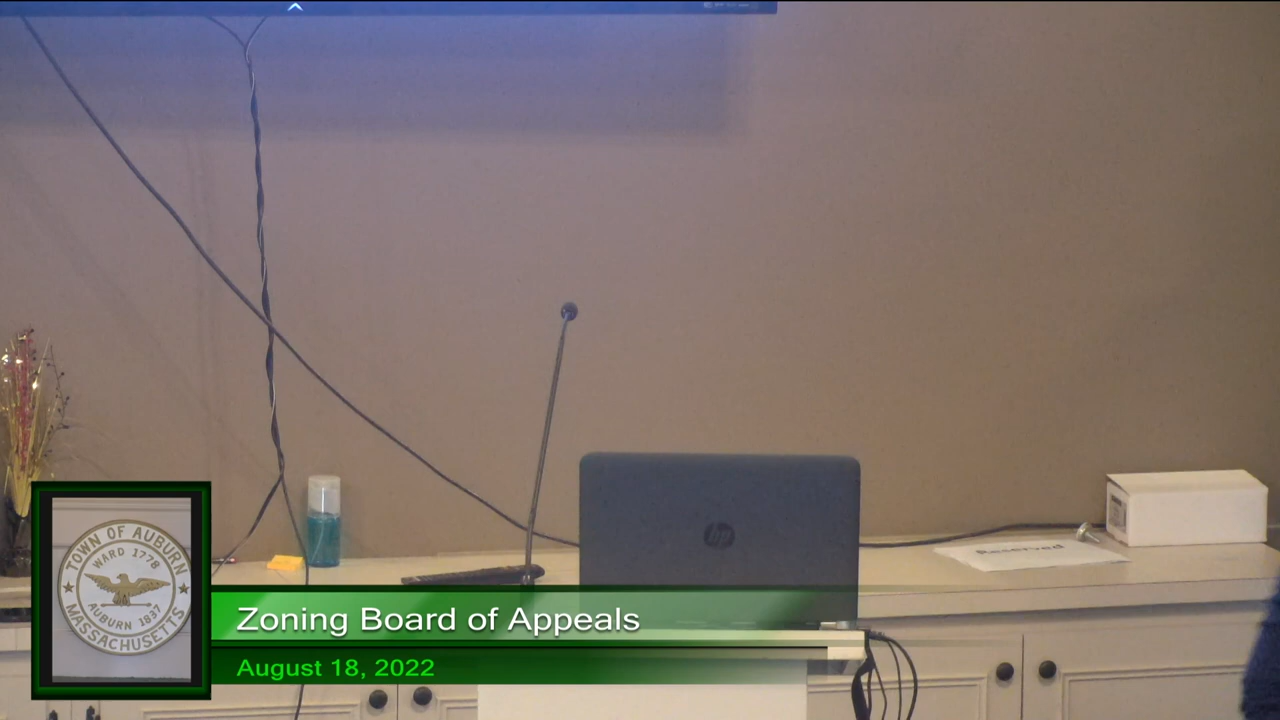 hp
Reserved
TOWN OF AUBURN
WARD 1778
AUBURN 1837
MASSACHUSETTS
Zoning Board of Appeals
August 18, 2022